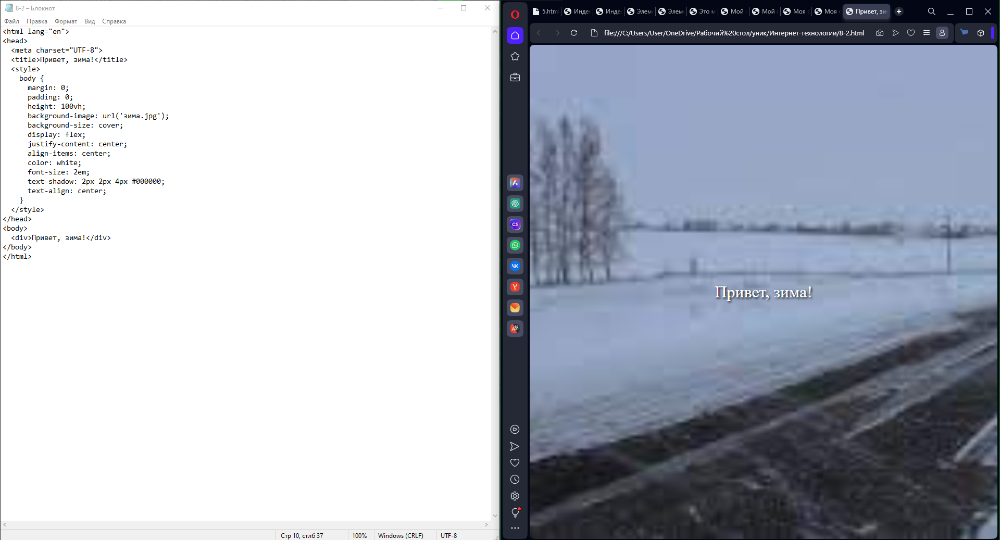 8-2 – Блокнот
Файл Правка Формат Вид Справка
<html lang="en">
<head>
<meta charset="UTF-8">
<title>Привет, зима!</title>
<style>
body {
margin: 0;
padding: 0;
height: 100vh;
background-image: url('зима.jpg');
background-size: cover;
display: flex;
justify-content: center;
align-items: center;
color: white;
font-size: 2em;
text-shadow: 2px 2px 4px #000000;
text-align: center;
}
</style>
</head>
<body>
<div>Привет, зима!</div>
</body>
</html>
Стр 10, стлб 37 100% Windows (CRLF) UTF-8
5.html Инде Инде Элем Элем Это м Мой Мой Моя Моя Привет, зи
file:///C:/Users/User/OneDrive/Рабочий%20стол/уник/Интернет-технологии/8-2.html
CS
Привет, зима!